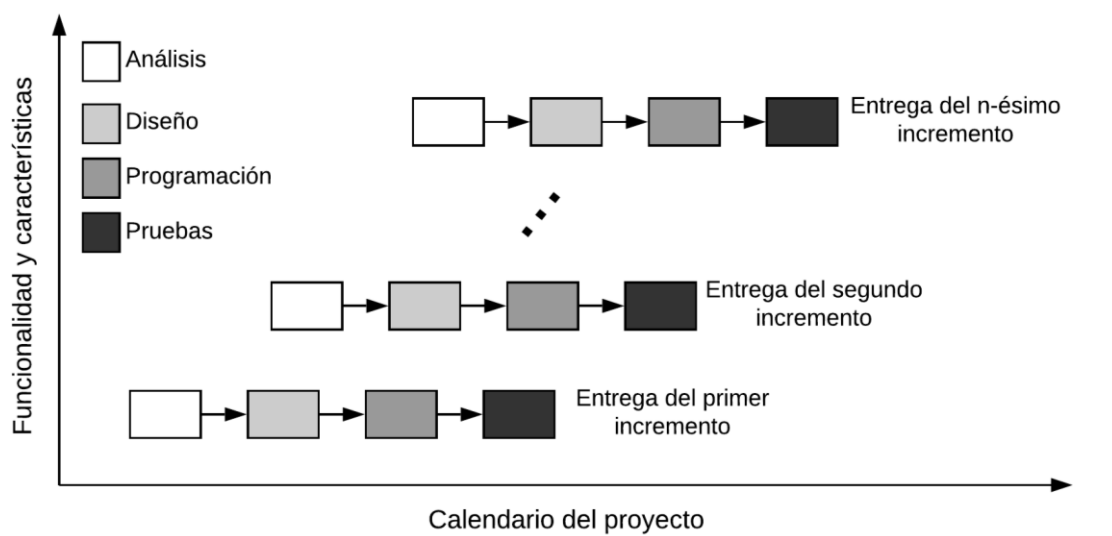 Funcionalidad y características
Análisis
Diseño
Programación
Pruebas
Entrega del n-ésimo
incremento
Entrega del segundo
incremento
Entrega del primer
incremento
Calendario del proyecto